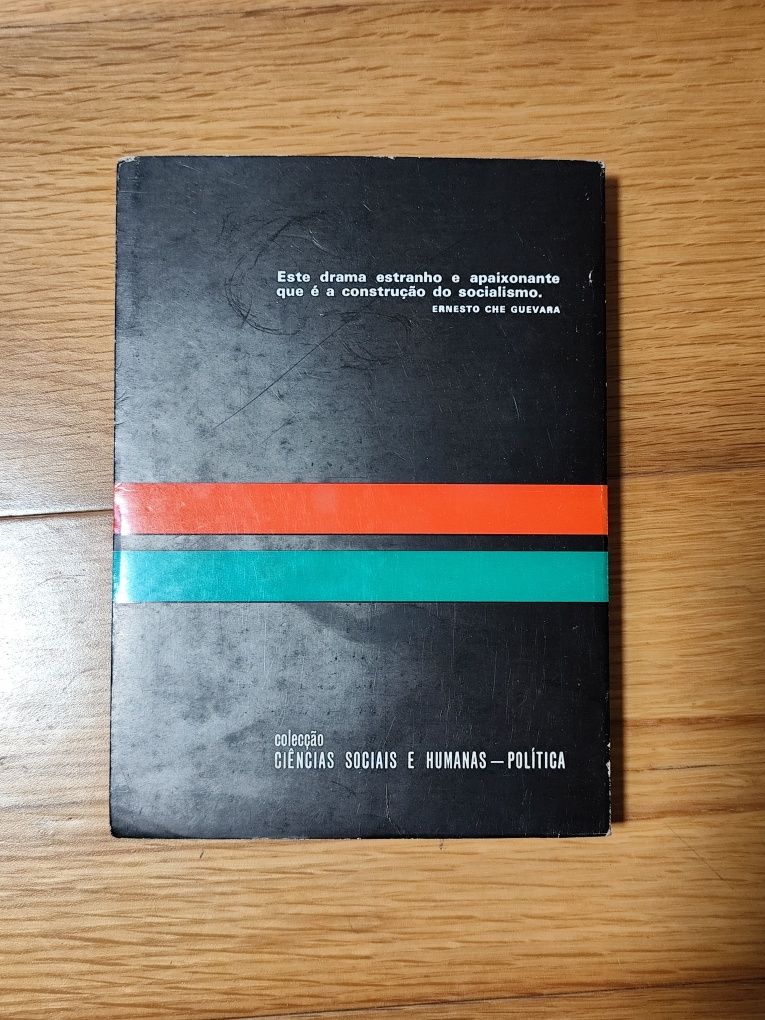 Este drama estranho e apaixonante
que é a construção do socialismo.
ERNESTO CHE GUEVARA
colecção
CIÊNCIAS SOCIAIS E HUMANAS — POLÍTICA